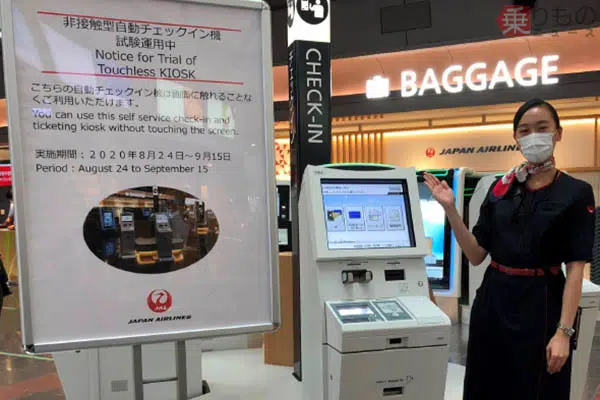 非接触型自動チェックイン機
試験運用中
Notice for Trial of
Touchless KIOSK
こちらの自動チェックイン機は画面に触れることな
くご利用いただけます。
You can use this self service check-in and
ticketing kiosk without touching the screen.
実施期間：２０２０年８月２４日～９月１５日
Period : August 24 to September 15
JAL
JAPAN AIRLINES
CHECK-IN
BAGGAGE
JAPAN AIRLINES
乗りもの
ニュース